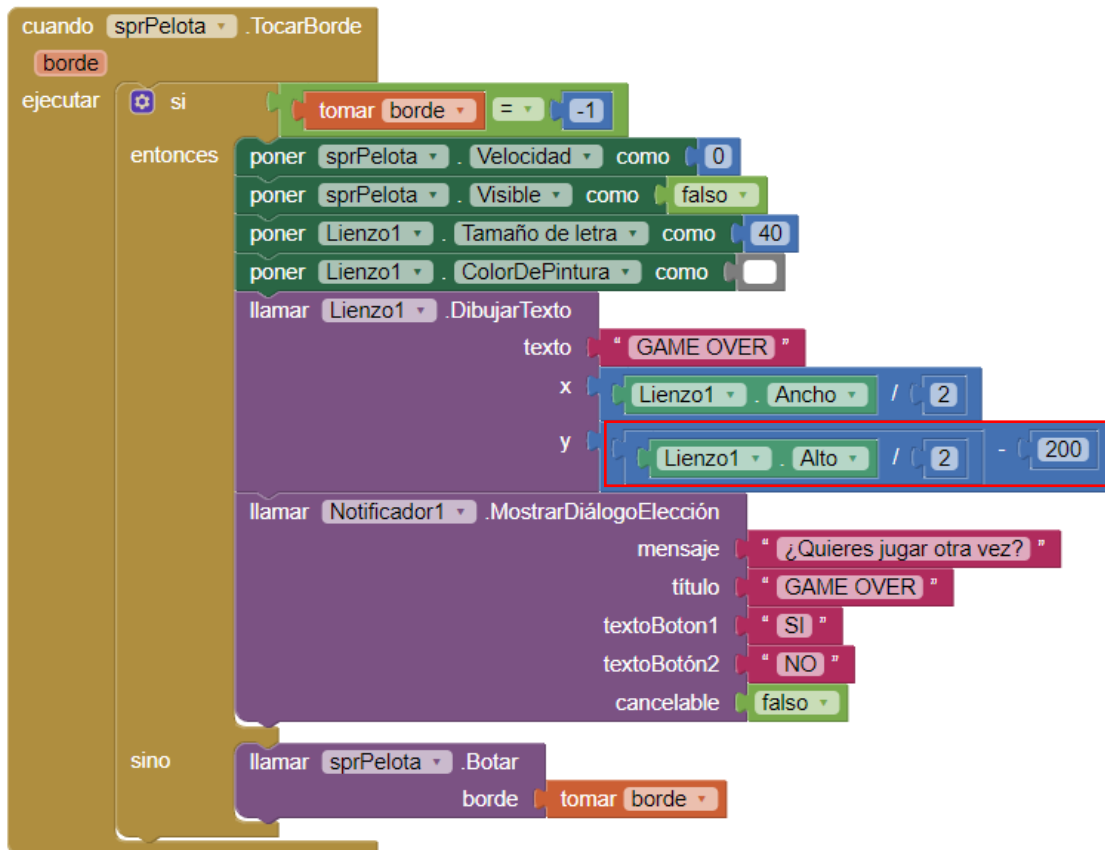 cuando sprPelota .TocarBorde
borde
ejecutar si tomar borde = -1
entonces poner sprPelota . Velocidad como 0
poner sprPelota . Visible como falso
poner Lienzo1 . Tamaño de letra como 40
poner Lienzo1 . ColorDePintura como
llamar Lienzo1 .DibujarTexto
texto " GAME OVER "
x Lienzo1 . Ancho / 2
y Lienzo1 . Alto / 2 - 200
llamar Notificador1 .MostrarDiálogoElección
mensaje " ¿Quieres jugar otra vez? "
título " GAME OVER "
textoBoton1 " SI "
textoBotón2 " NO "
cancelable falso
sino llamar sprPelota .Botar
borde tomar borde